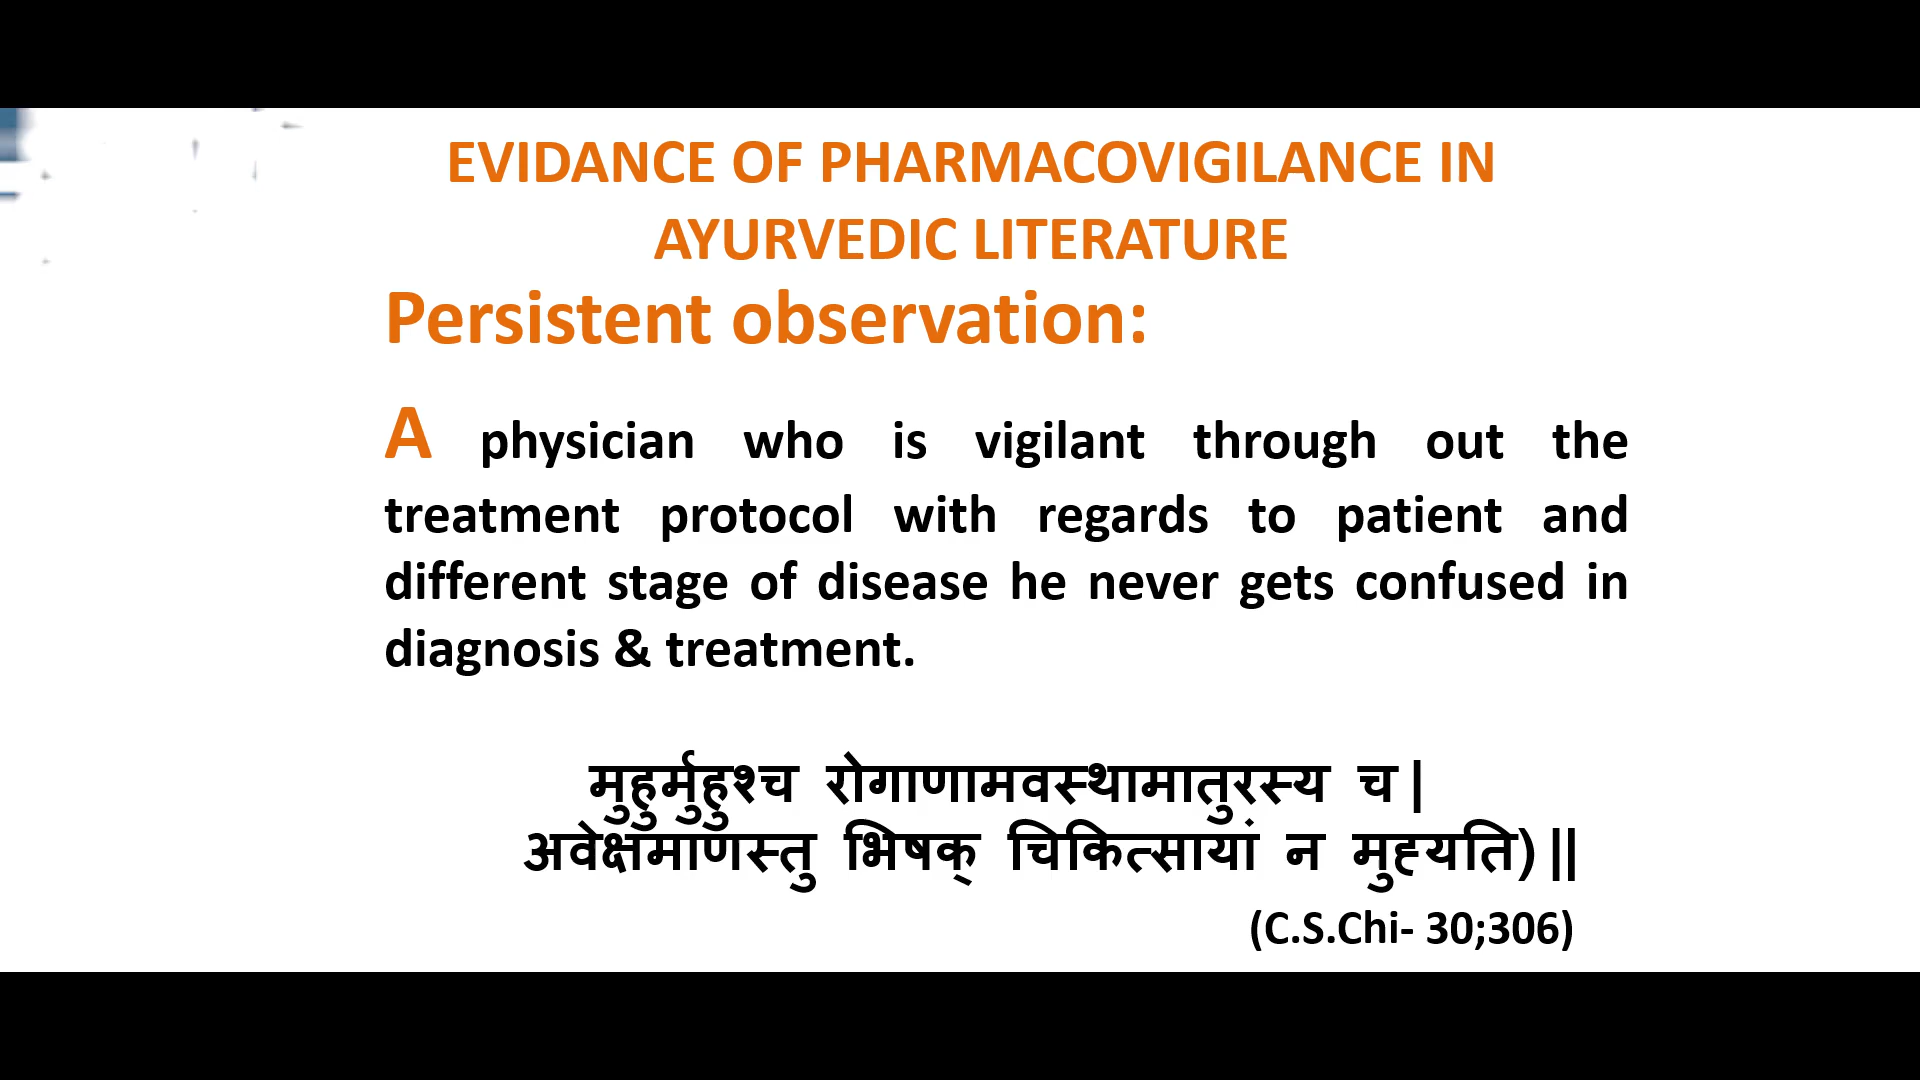 EVIDANCE OF PHARMACOVIGILANCE IN
AYURVEDIC LITERATURE
Persistent observation:
A physician who is vigilant through out the
treatment protocol with regards to patient and
different stage of disease he never gets confused in
diagnosis & treatment.
मुहुर्मुहुश्च रोगाणामवस्थामातुरस्य च|
अवेक्षमाणस्तु भिषक् चिकित्सायां न मुह्यति)||
(C.S.Chi- 30;306)